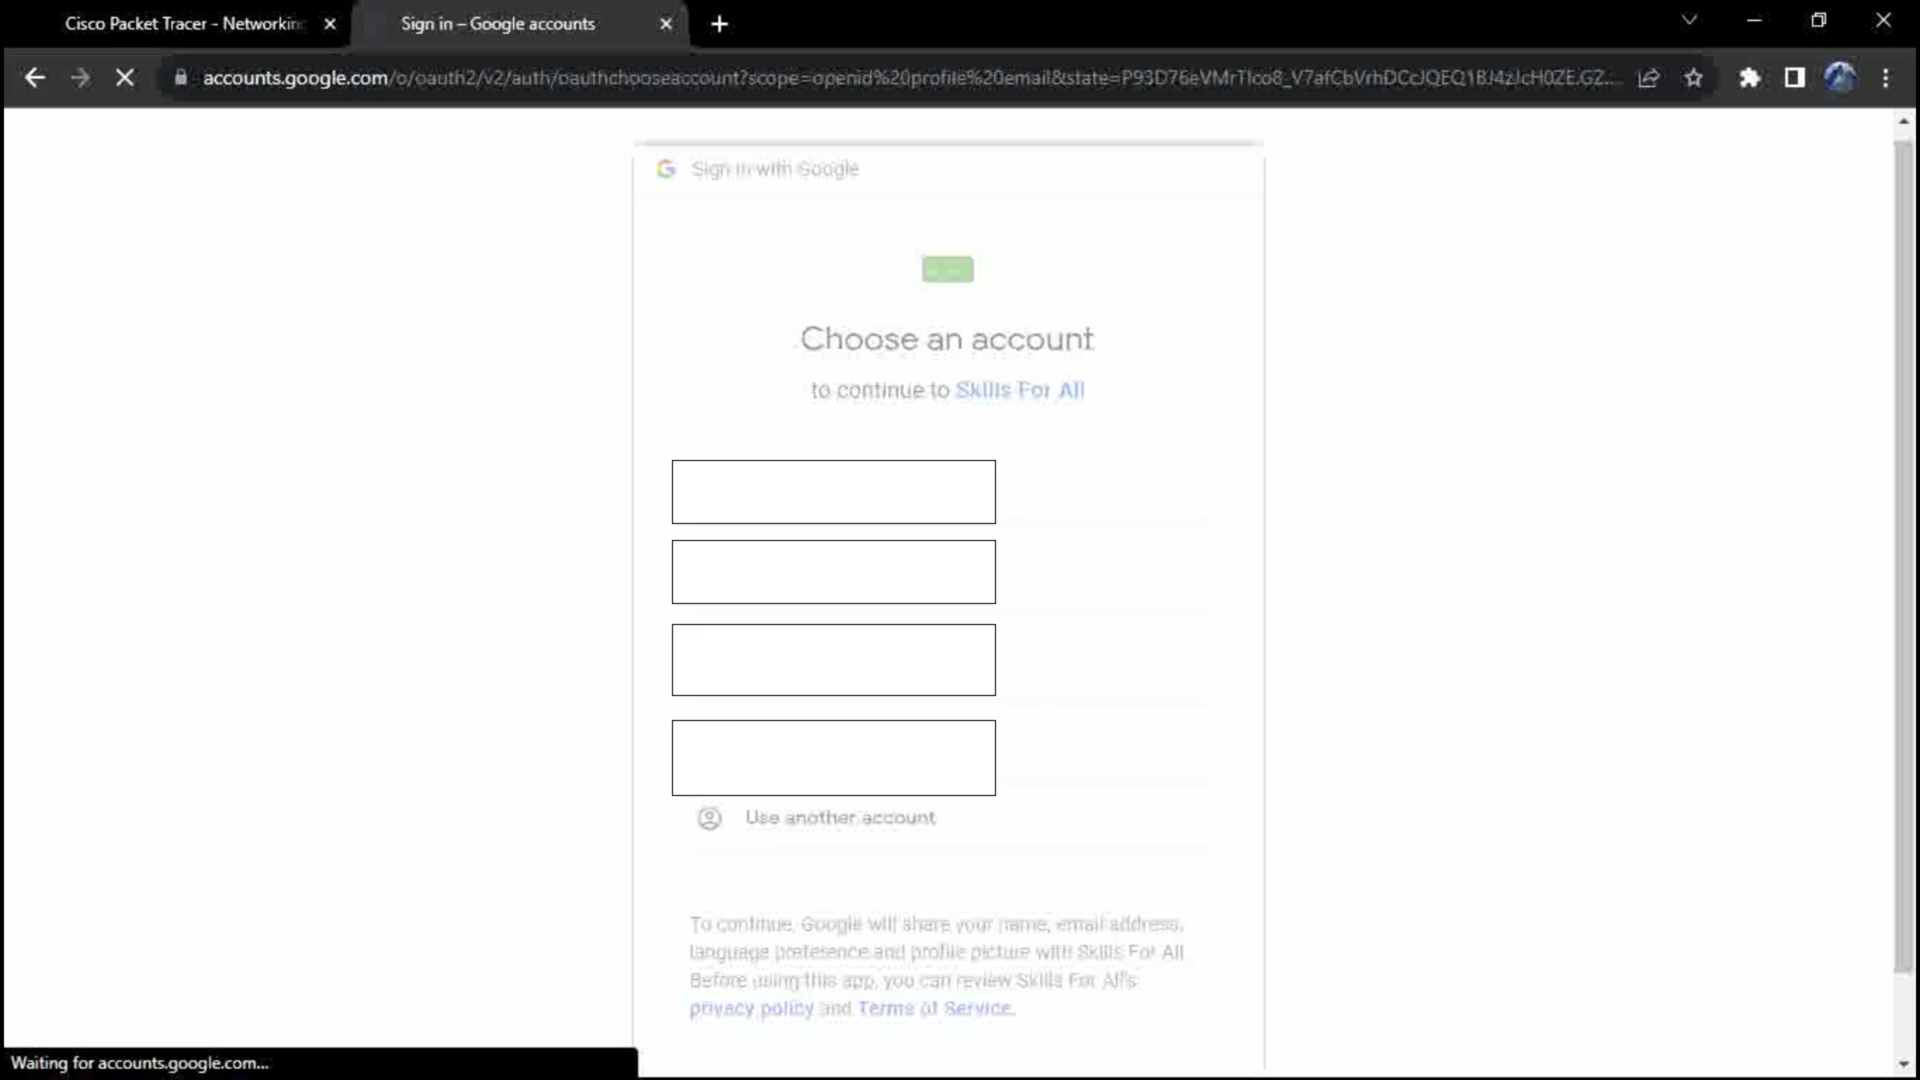 Cisco Packet Tracer - Networkin
Sign in – Google accounts
accounts.google.com/o/oauth2/v2/auth/oauthchooseaccount?scope=openid%20profile%20email&state=
Sign in with Google
Choose an account
to continue to Skills For All
Use another account
To continue, Google will share your name, email address,
language preference and profile picture with Skills For All
Before using this app, you can review Skills For All's
privacy policy and Terms of Service.
Waiting for accounts.google.com...